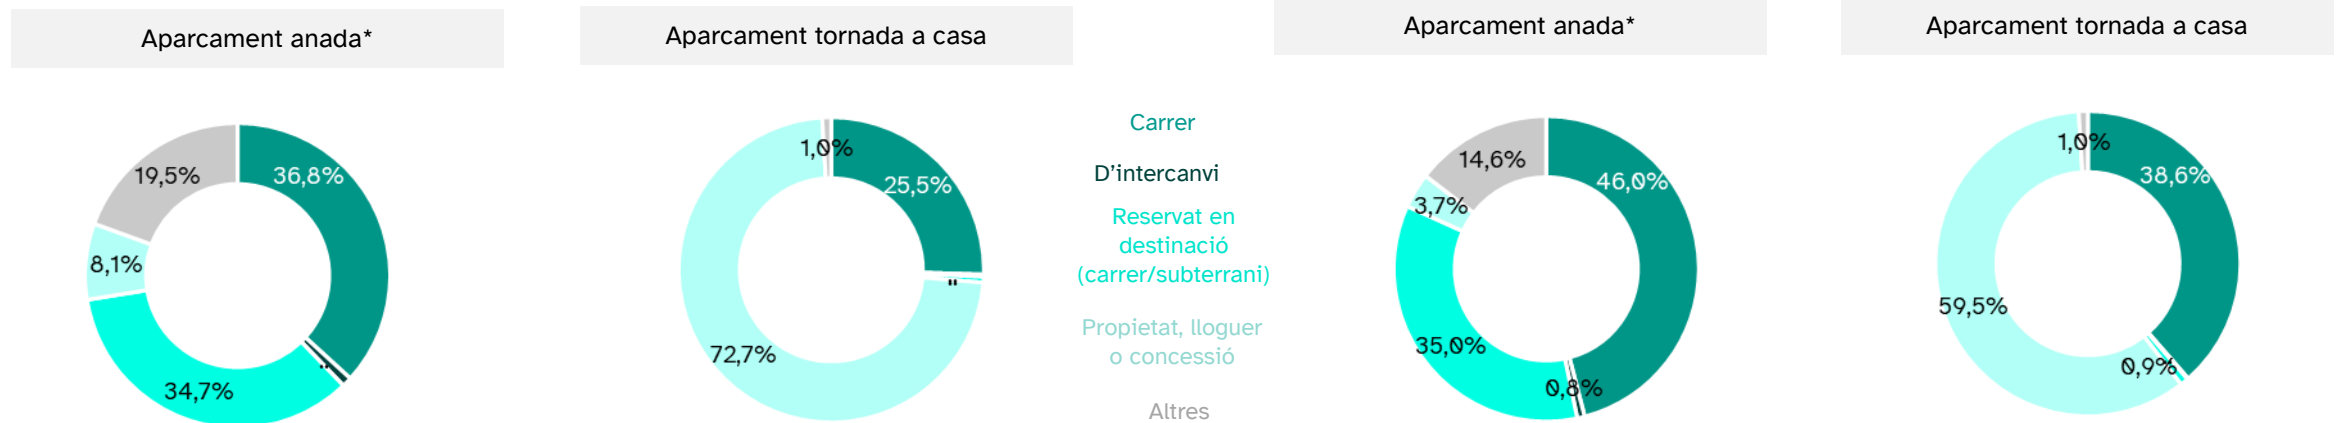 Aparcament anada*
Aparcament tornada a casa
Aparcament anada*
Aparcament tornada a casa
19,5%
36,8%
8,1%
34,7%
1,0%
25,5%
72,7%
Carrer
D'intercanvi
Reservat en
destinació
(carrer/subterrani)
Propietat, lloguer
o concessió
Altres
14,6%
46,0%
3,7%
35,0%
0,8%
1,0%
38,6%
59,5%
0,9%